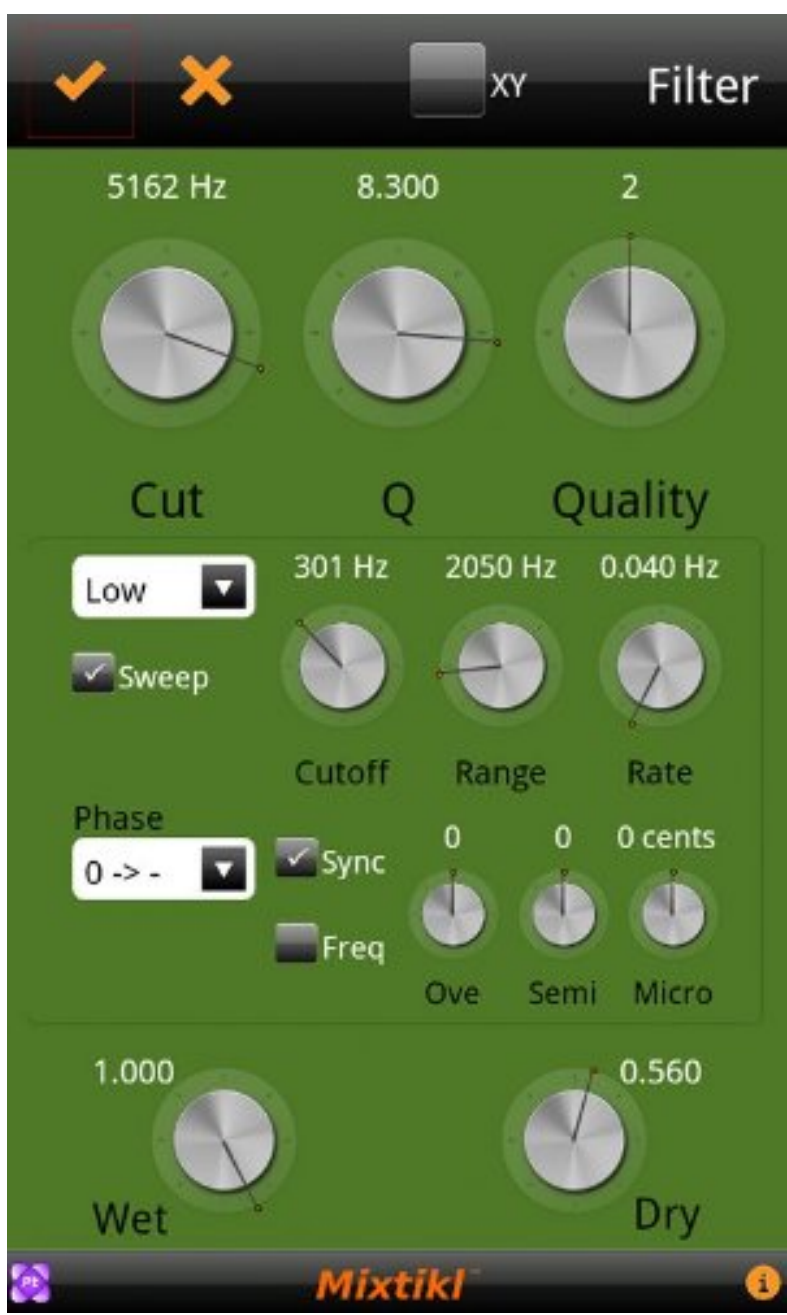 XY Filter
5162 Hz 8.300 2
Cut Q Quality
Low 301 Hz 2050 Hz 0.040 Hz
Sweep
Cutoff Range Rate
Phase
0 -> - Sync 0 0 0 cents
Freq
Ove Semi Micro
1.000 0.560
Wet Dry
Pt Mixtikl™ i